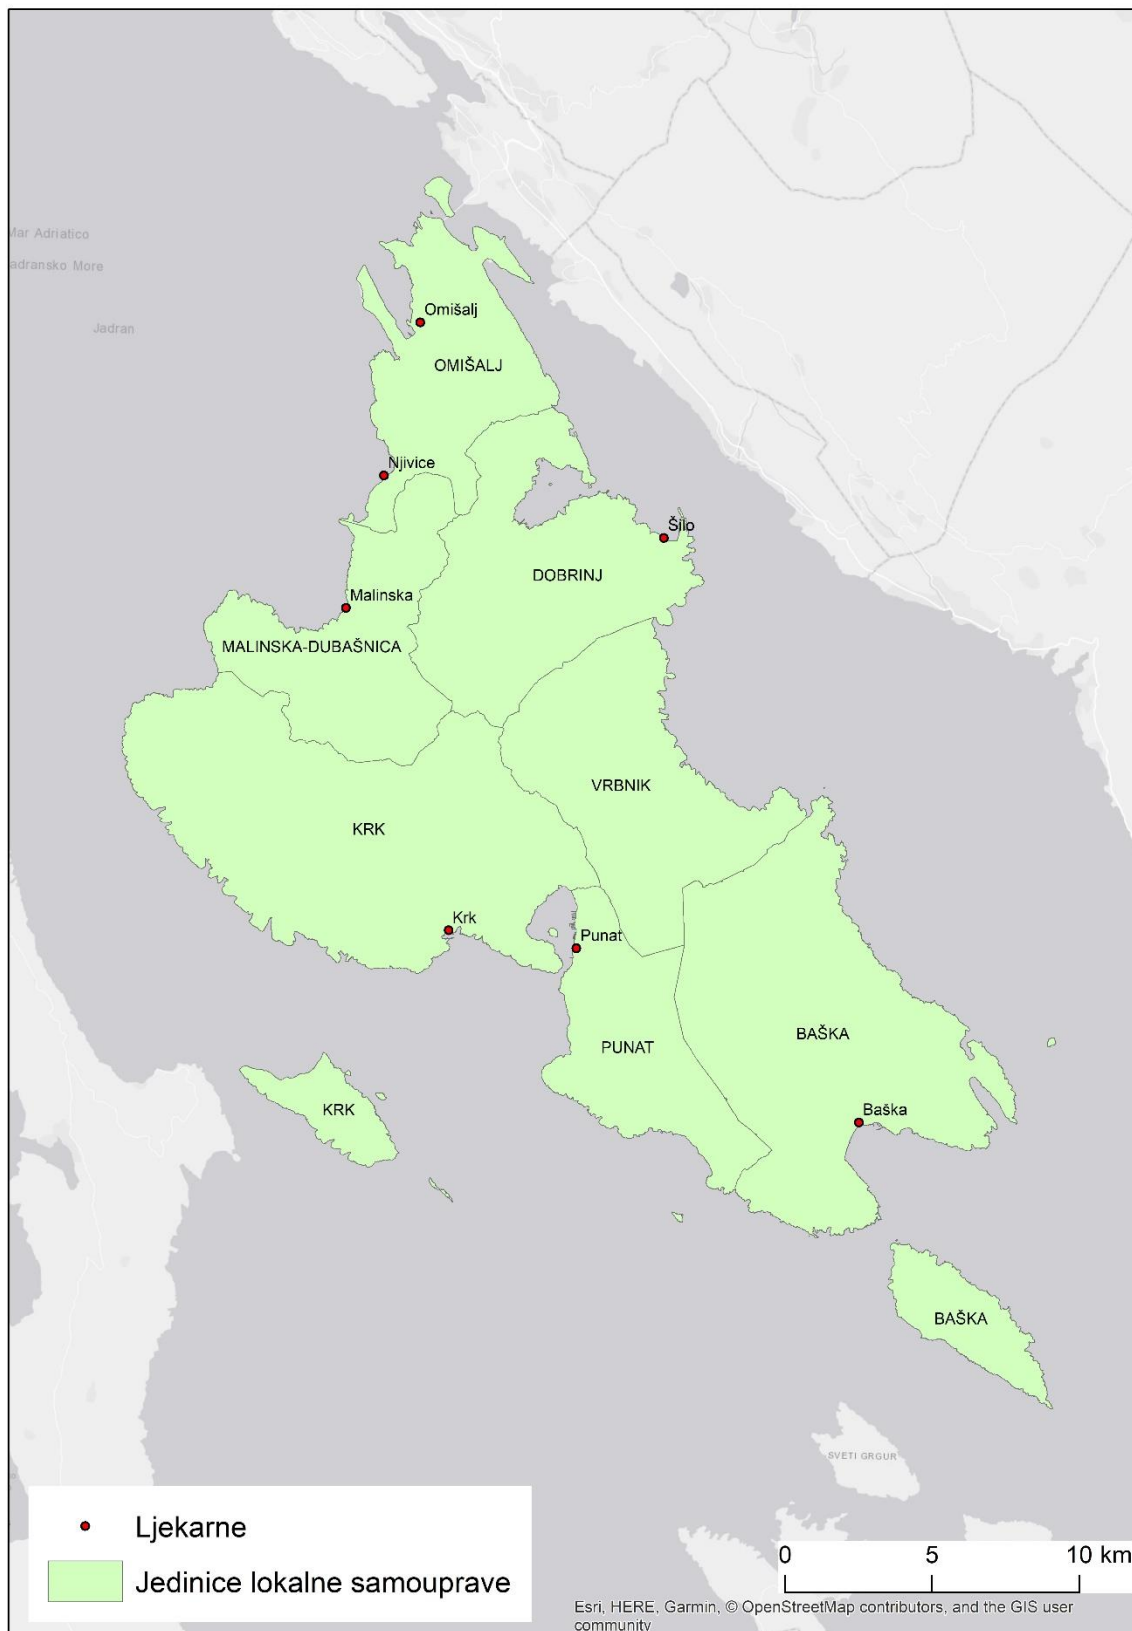 Mar Adriatico
adransko More
Jadran
Omišalj
OMIŠALJ
Njivice
Šilo
DOBRINJ
Malinska
MALINSKA-DUBAŠNICA
VRBNIK
KRK
Krk
Punat
BAŠKA
PUNAT
KRK
Baška
BAŠKA
SVETI GRGUR
Ljekarne
Jedinice lokalne samouprave
0 5 10 km
Esri, HERE, Garmin, © OpenStreetMap contributors, and the GIS user
community